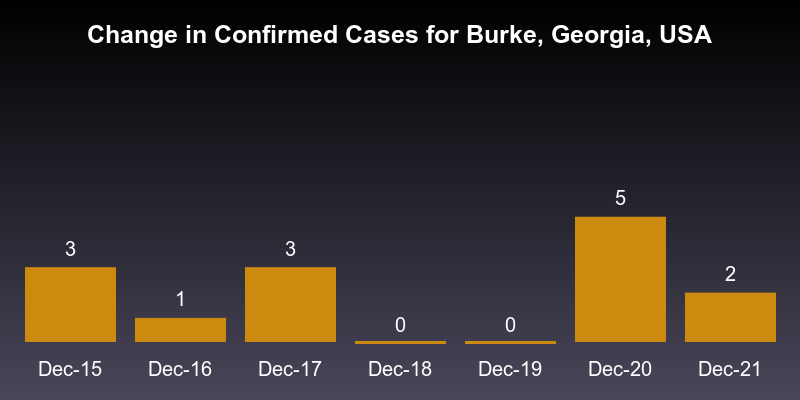 Change in Confirmed Cases for Burke, Georgia, USA
3
1
3
0
0
5
2
Dec-15
Dec-16
Dec-17
Dec-18
Dec-19
Dec-20
Dec-21